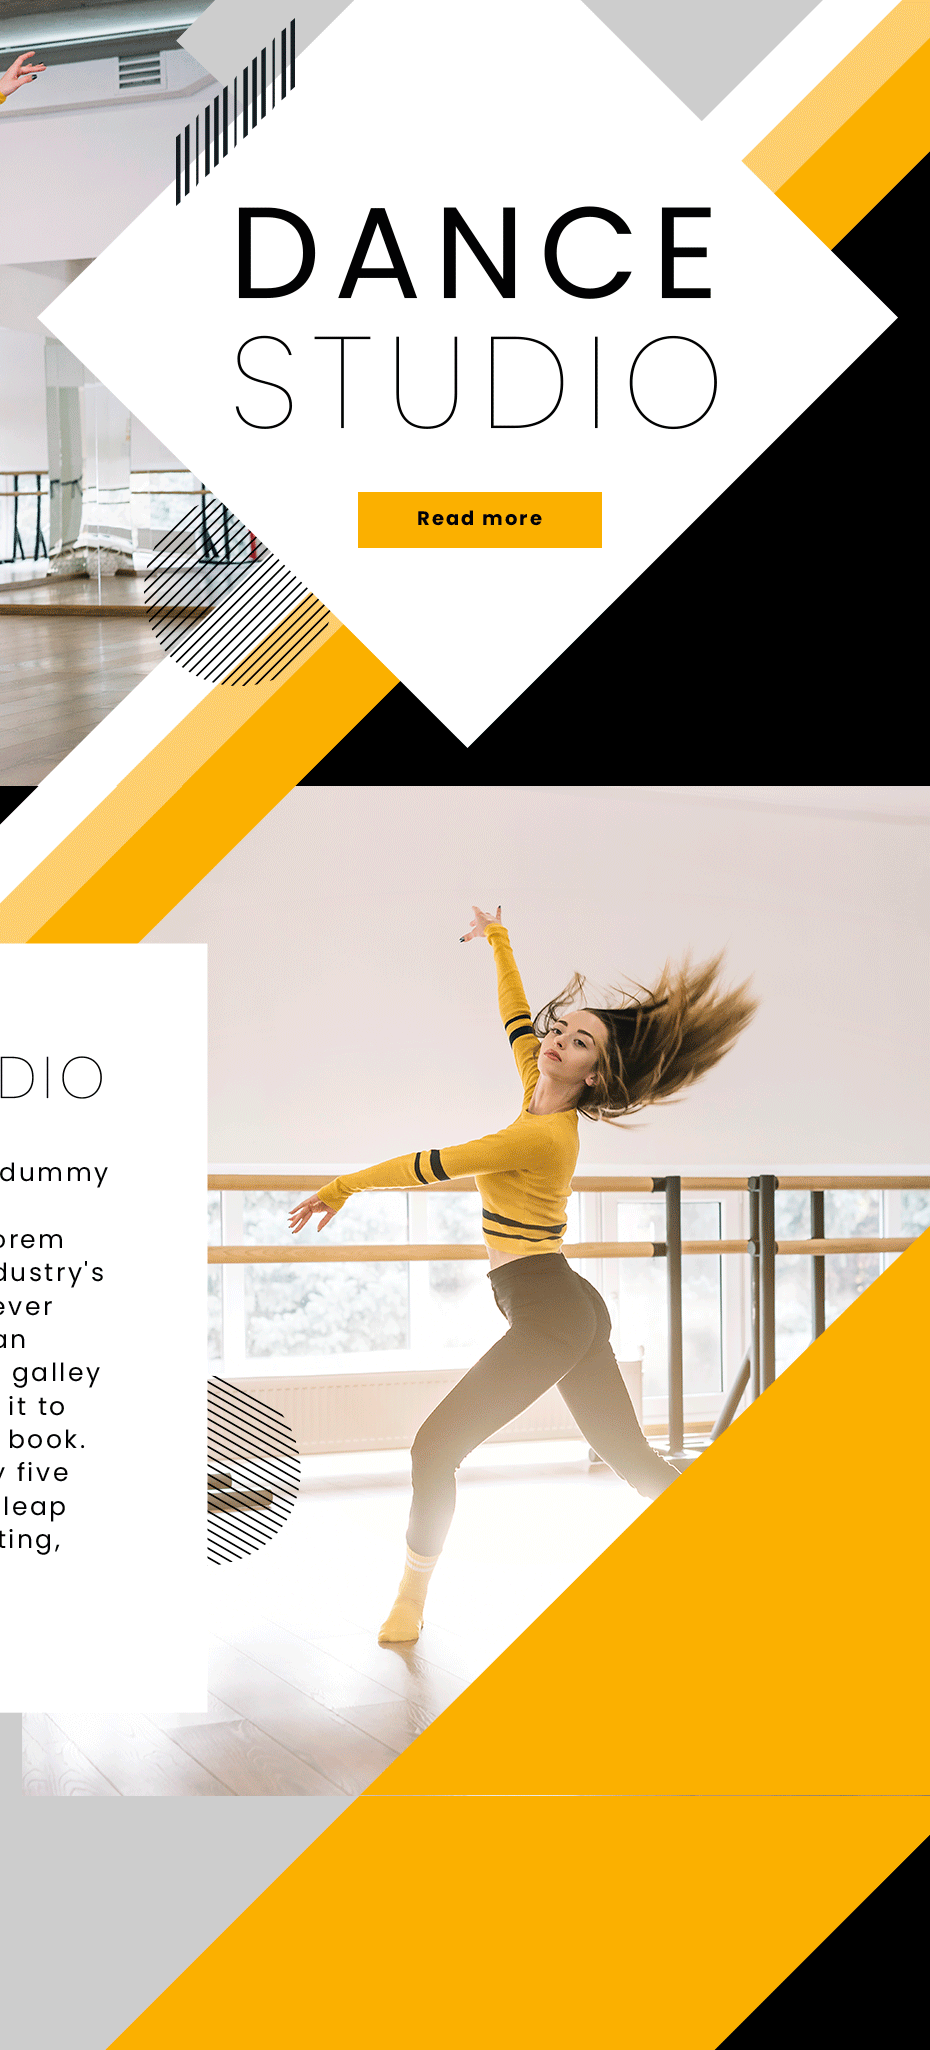 DANCE
STUDIO
Read more
DIO
dummy
orem
dustry's
ever
an
galley
it to
book.
y five
leap
ting,